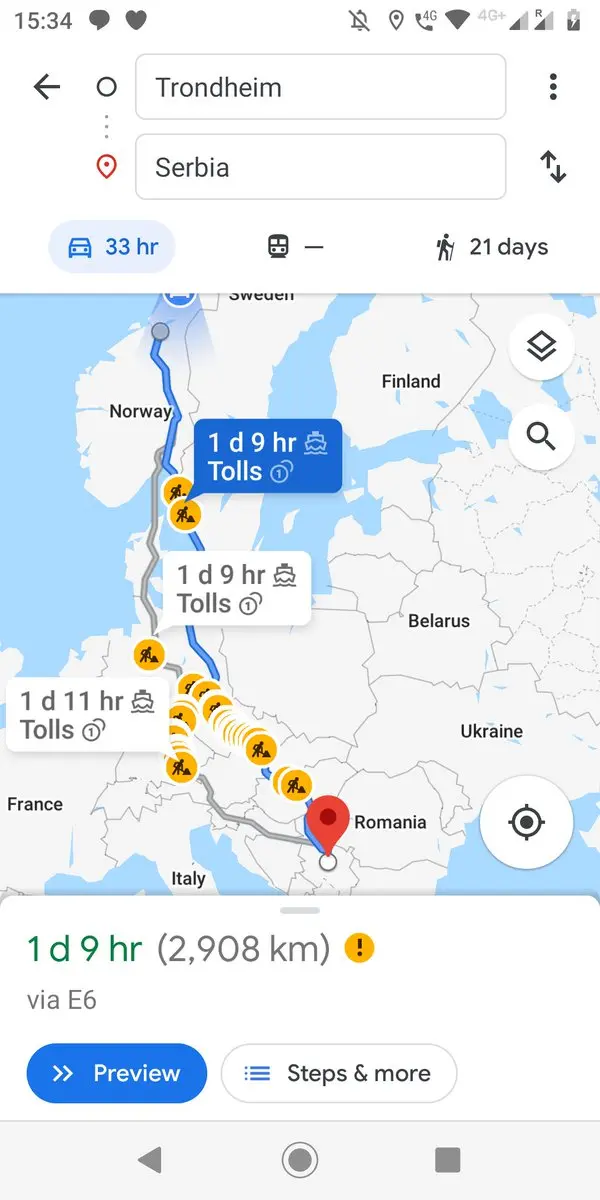 15:34
4G
4G+
R
Trondheim
Serbia
33 hr
—
21 days
Sweden
Finland
Norway
1 d 9 hr
Tolls
1 d 9 hr
Tolls
Belarus
1 d 11 hr
Tolls
Ukraine
France
Romania
Italy
1 d 9 hr (2,908 km)
via E6
Preview
Steps & more